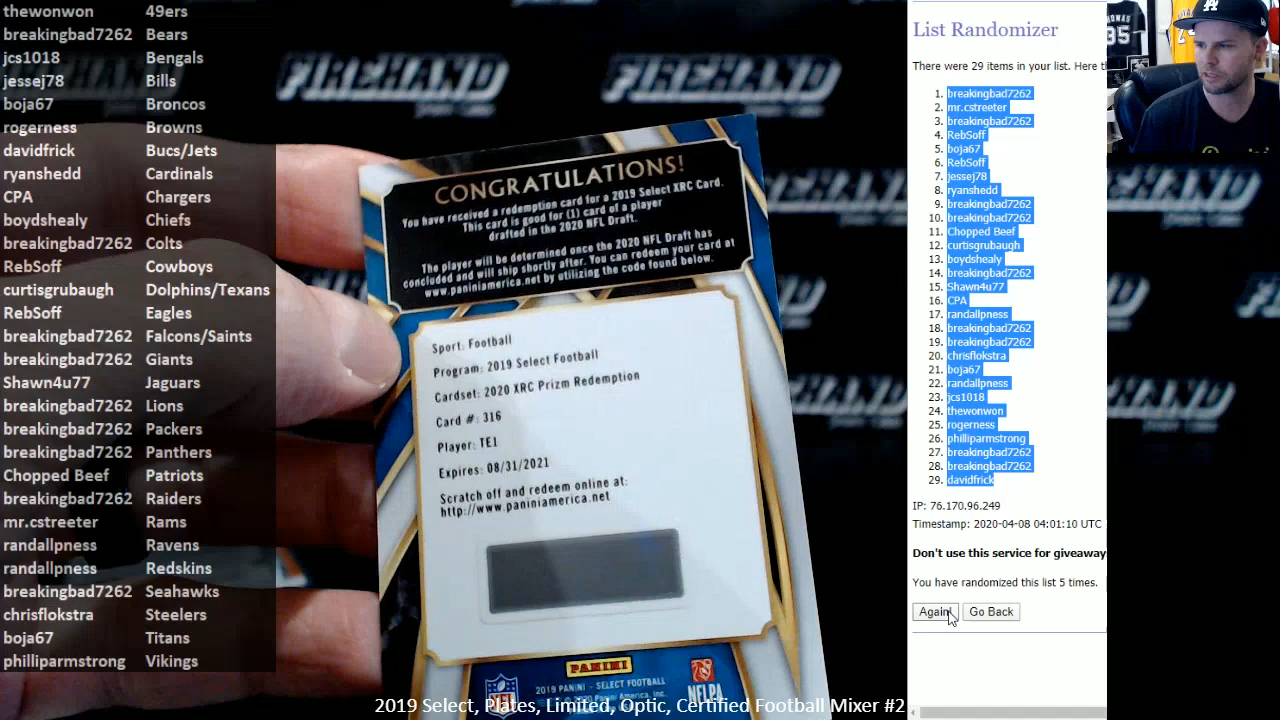 thewonwon 49ers
breakingbad7262 Bears
jcs1018 Bengals
jessej78 Bills
boja67 Broncos
rogerness Browns
davidfrick Bucs/Jets
ryanshedd Cardinals
CPA Chargers
boydshealy Chiefs
breakingbad7262 Colts
RebSoff Cowboys
curtisgrubaugh Dolphins/Texans
RebSoff Eagles
breakingbad7262 Falcons/Saints
breakingbad7262 Giants
Shawn4u77 Jaguars
breakingbad7262 Lions
breakingbad7262 Packers
breakingbad7262 Panthers
Chopped Beef Patriots
breakingbad7262 Raiders
mr.cstreeter Rams
randallpness Ravens
randallpness Redskins
breakingbad7262 Seahawks
chrisflokstra Steelers
boja67 Titans
philliparmstrong Vikings
FIREHAND
FIREHAND
CONGRATULATIONS!
You have received a redemption card for a 2019 Select XRC Card.
This card is good for (1) card of a player
drafted in the 2020 NFL Draft.
The player will be determined once the 2020 NFL Draft has
concluded and will ship shortly after. You can redeem your card at
www.paniniamerica.net by utilizing the code found below.
Sport: Football
Program: 2019 Select Football
Cardset: 2020 XRC Prizm Redemption
Card #: 316
Player: TE1
Expires: 08/31/2021
Scratch off and redeem online at:
http://www.paniniamerica.net
PANINI
2019 PANINI - SELECT FOOTBALL
NFL
NFLPA
2019 Select, Plates, Limited, Optic, Certified Football Mixer #2
List Randomizer
There were 29 items in your list. Here th
1. breakingbad7262
2. mr.cstreeter
3. breakingbad7262
4. RebSoff
5. boja67
6. RebSoff
7. jessej78
8. ryanshedd
9. breakingbad7262
10. breakingbad7262
11. Chopped Beef
12. curtisgrubaugh
13. boydshealy
14. breakingbad7262
15. Shawn4u77
16. CPA
17. randallpness
18. breakingbad7262
19. breakingbad7262
20. chrisflokstra
21. boja67
22. randallpness
23. jcs1018
24. thewonwon
25. rogerness
26. philliparmstrong
27. breakingbad7262
28. breakingbad7262
29. davidfrick
IP: 76.170.96.249
Timestamp: 2020-04-08 04:01:10 UTC
Don't use this service for giveaway
You have randomized this list 5 times.
Again! Go Back
LA
35